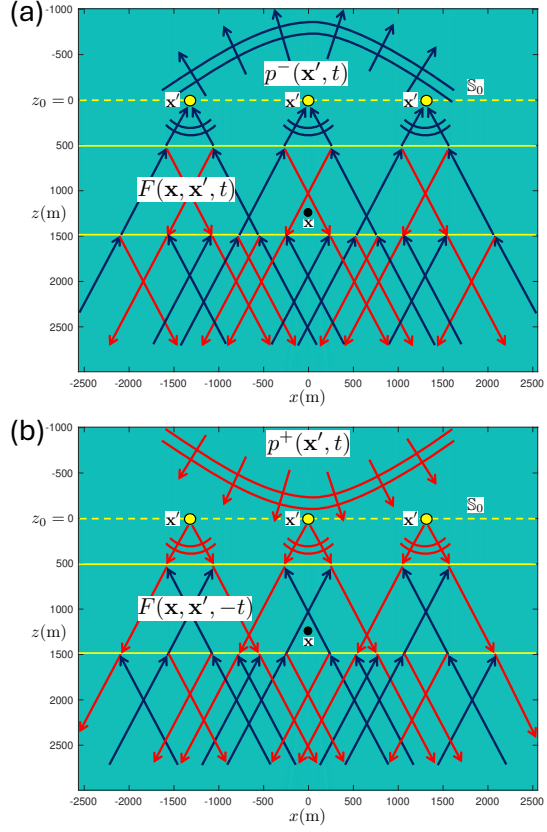 (a)
-1000
-500
p⁻(x′, t)
𝕊₀
z₀ = 0
x′ x′ x′
500
F(x, x′, t)
1000
z(m)
x
1500
2000
2500
-2500 -2000 -1500 -1000 -500 0 500 1000 1500 2000 2500
x(m)
(b)
-1000
p⁺(x′, t)
-500
𝕊₀
z₀ = 0
x′ x′ x′
500
F(x, x′, −t)
1000
z(m)
x
1500
2000
2500
-2500 -2000 -1500 -1000 -500 0 500 1000 1500 2000 2500
x(m)